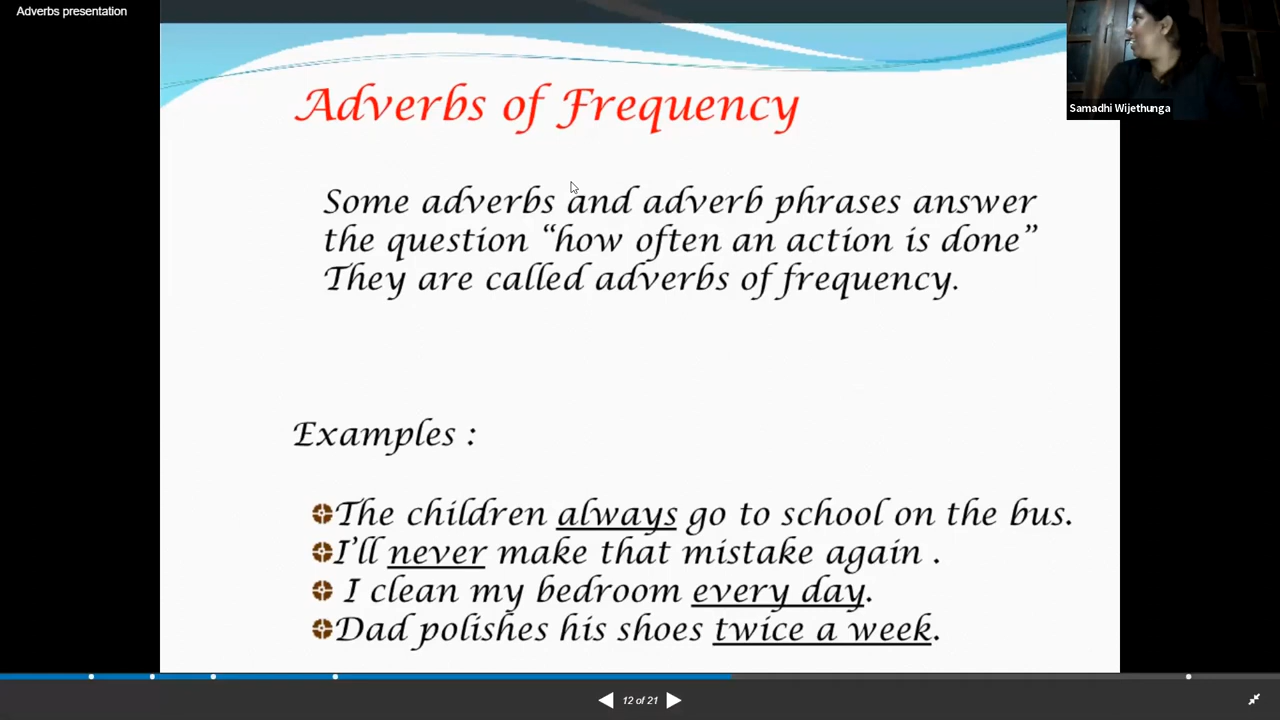 Adverbs presentation
Samadhi Wijethunga
Adverbs of Frequency
Some adverbs and adverb phrases answer
the question “how often an action is done”
They are called adverbs of frequency.
Examples :
The children always go to school on the bus.
I'll never make that mistake again .
I clean my bedroom every day.
Dad polishes his shoes twice a week.
12 of 21